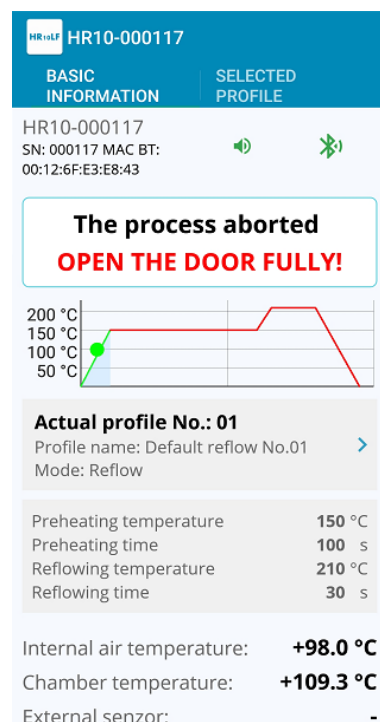 HR10LF HR10-000117
BASIC INFORMATION
SELECTED PROFILE
HR10-000117
SN: 000117 MAC BT:
00:12:6F:E3:E8:43
The process aborted
OPEN THE DOOR FULLY!
200 °C
150 °C
100 °C
50 °C
Actual profile No.: 01
Profile name: Default reflow No.01
Mode: Reflow
Preheating temperature 150 °C
Preheating time 100 s
Reflowing temperature 210 °C
Reflowing time 30 s
Internal air temperature: +98.0 °C
Chamber temperature: +109.3 °C
External senzor: -